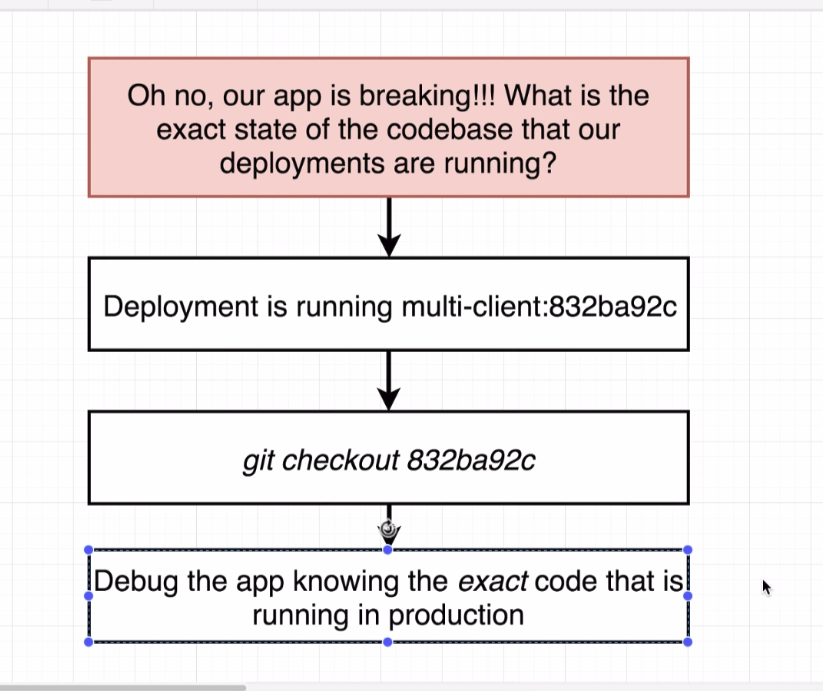 Oh no, our app is breaking!!! What is the
exact state of the codebase that our
deployments are running?
Deployment is running multi-client:832ba92c
git checkout 832ba92c
Debug the app knowing the exact code that is
running in production